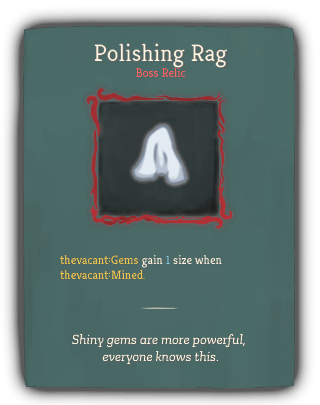 Polishing Rag
Boss Relic
thevacant:Gems gain 1 size when
thevacant:Mined.
Shiny gems are more powerful,
everyone knows this.